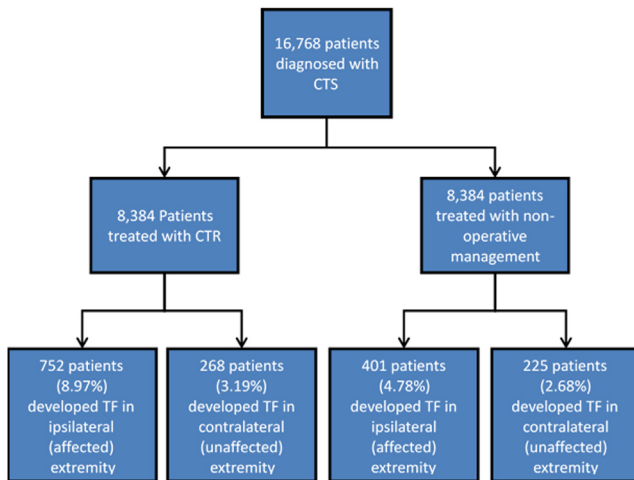 16,768 patients
diagnosed with
CTS
8,384 Patients
treated with CTR
8,384 patients
treated with non-
operative
management
752 patients
(8.97%)
developed TF in
ipsilateral
(affected)
extremity
268 patients
(3.19%)
developed TF in
contralateral
(unaffected)
extremity
401 patients
(4.78%)
developed TF in
ipsilateral
(affected)
extremity
225 patients
(2.68%)
developed TF in
contralateral
(unaffected)
extremity